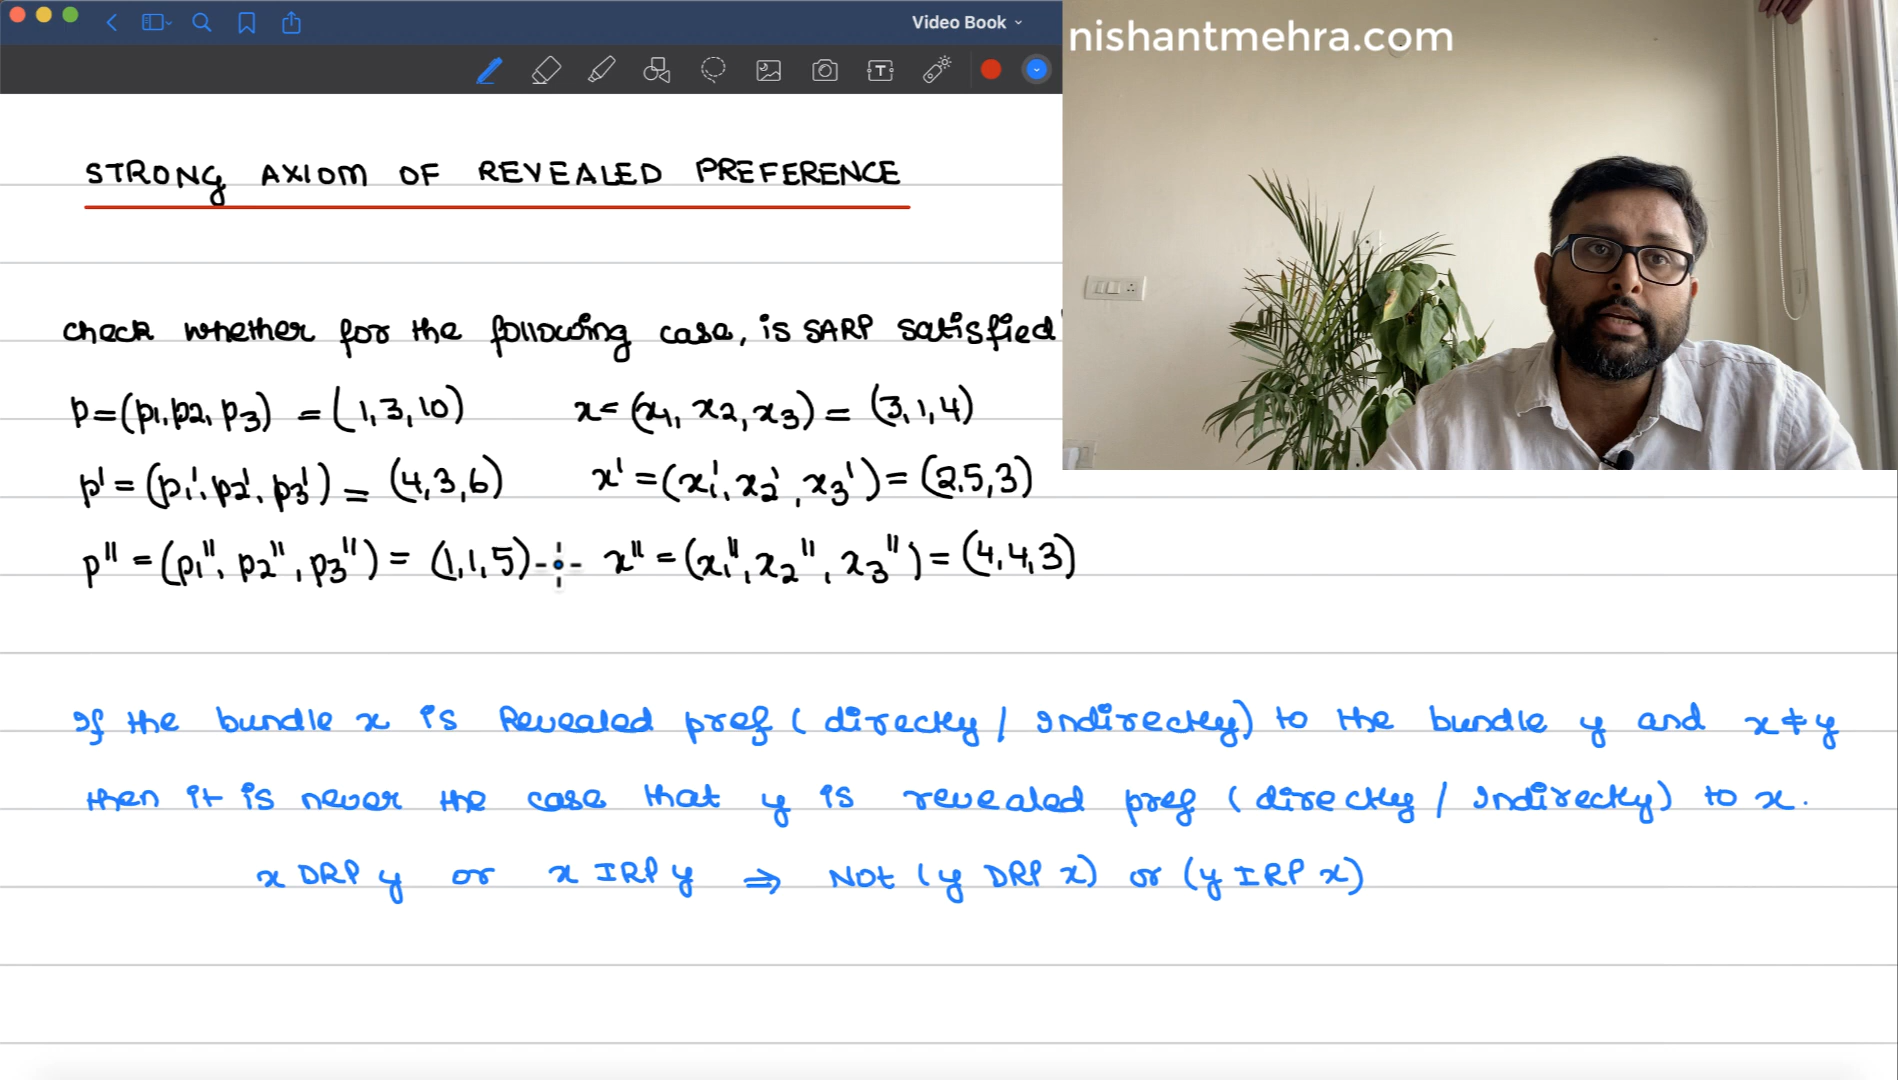 Video Book
nishantmehra.com
STRONG AXIOM OF REVEALED PREFERENCE
check whether for the following case, is SARP satisfied
p=(p1,p2,p3) = (1,3,10)    x= (x1, x2, x3) = (3,1,4)
p' = (p1', p2', p3') = (4,3,6)    x' = (x1', x2', x3') = (2,5,3)
p'' = (p1'', p2'', p3'') = (1,1,5)    x'' = (x1'', x2'', x3'') = (4,4,3)
If the bundle x is Revealed pref (directly / Indirectly) to the bundle y and x ≠ y
then it is never the case that y is revealed pref (directly / Indirectly) to x.
x DRP y or x IRP y ⇒ NOT (y DRP x) or (y IRP x)